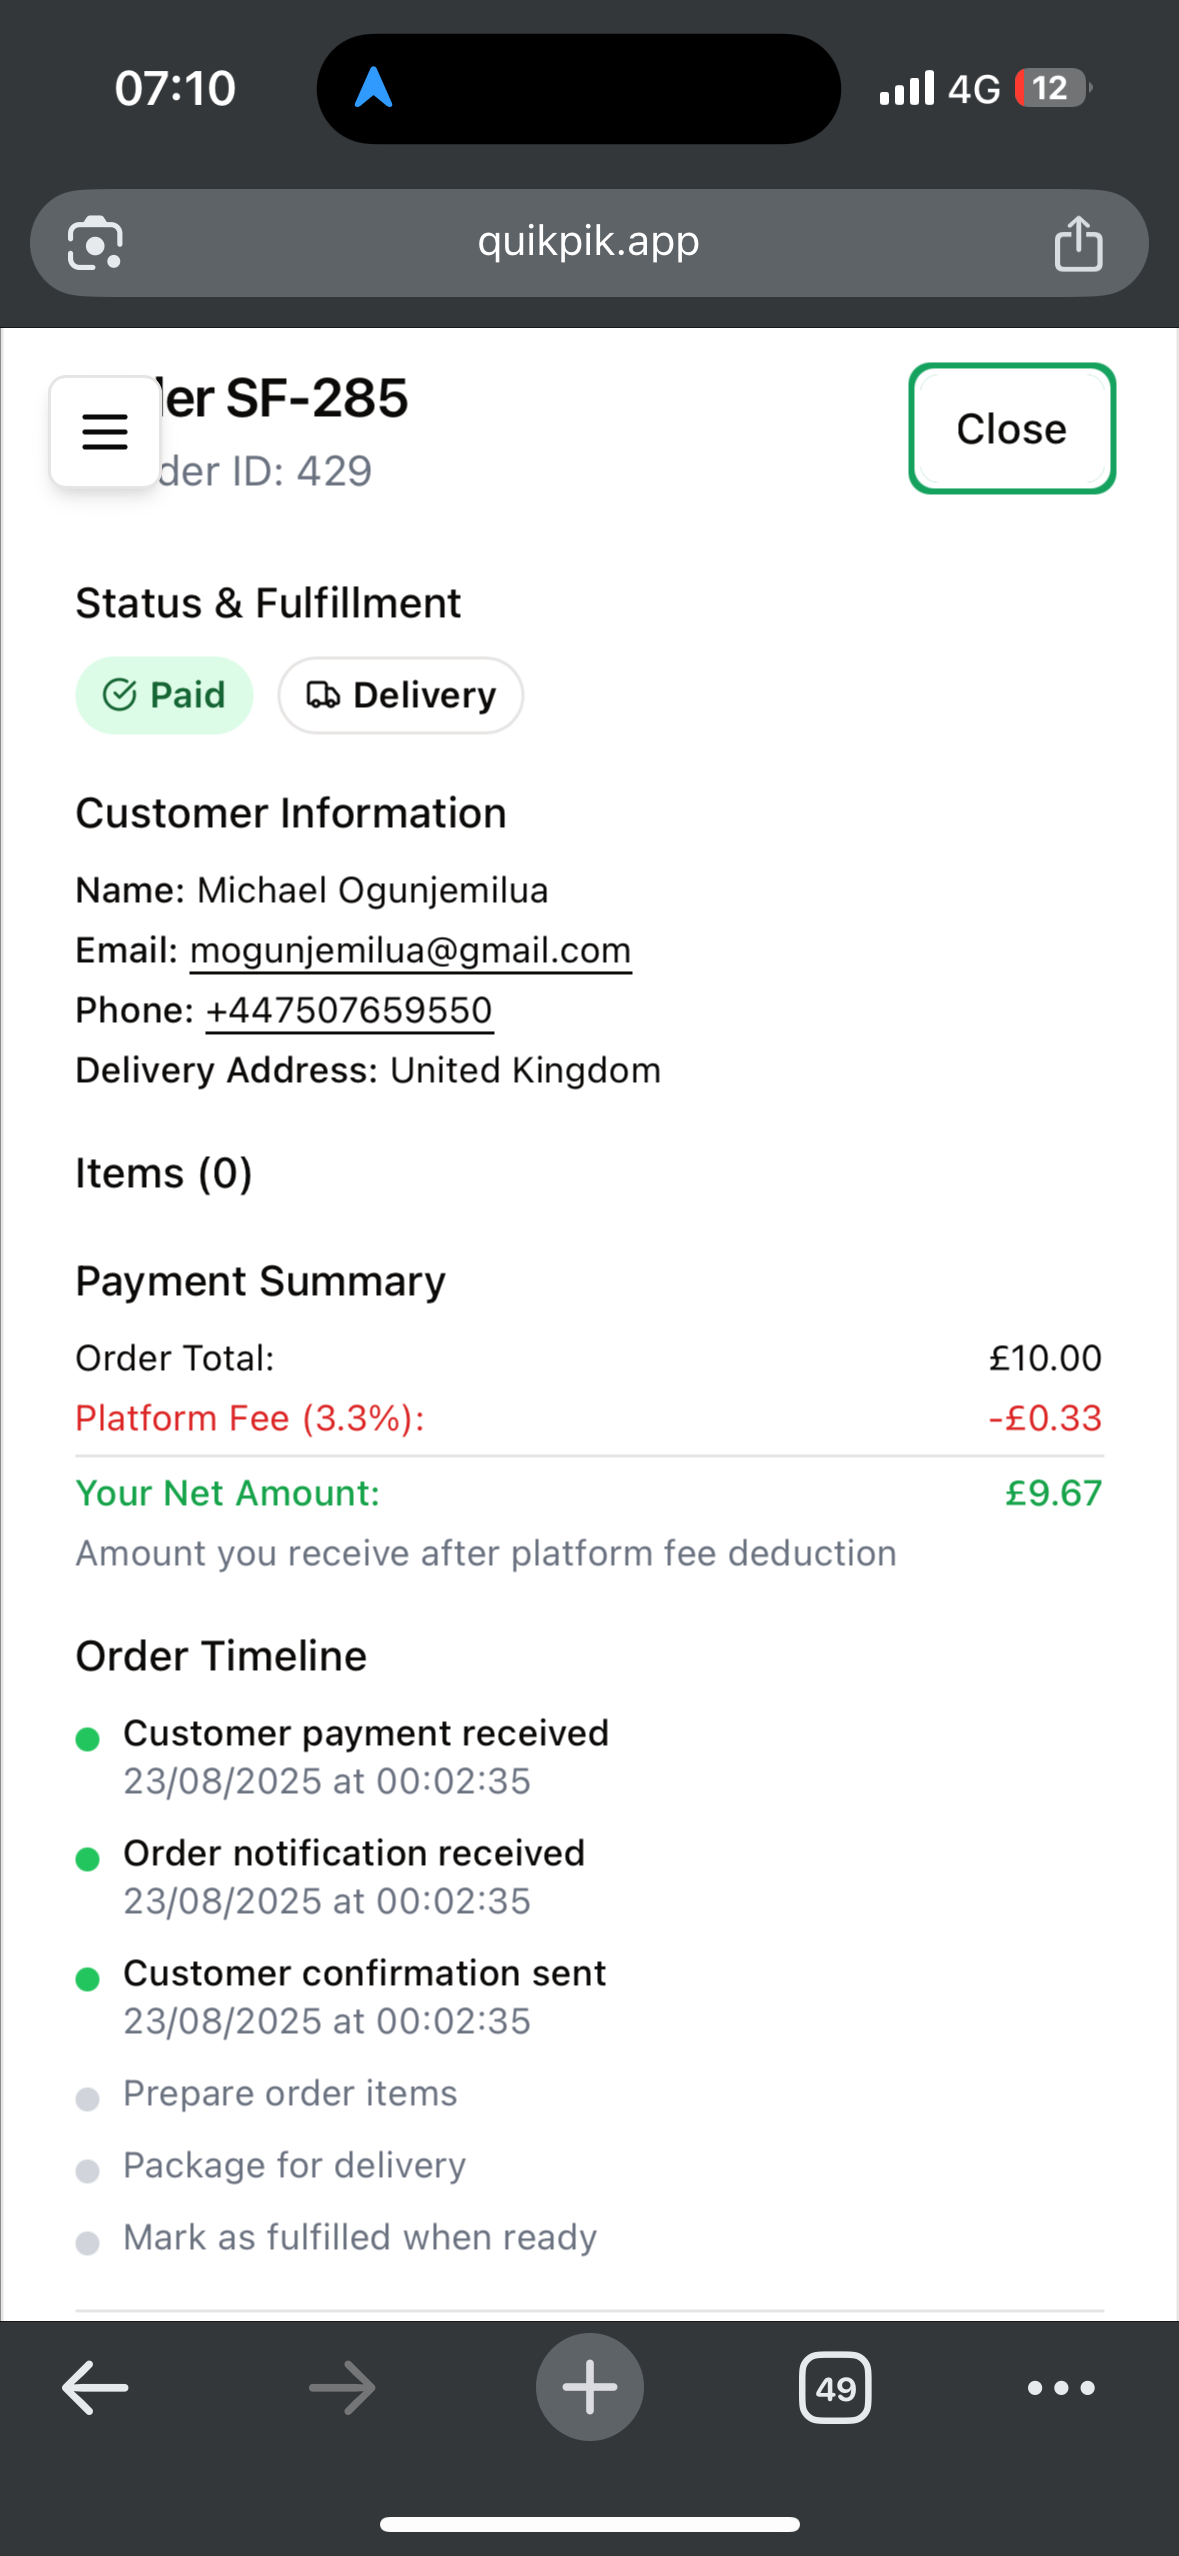 07:10
4G
12
quikpik.app
er SF-285
Close
der ID: 429
Status & Fulfillment
Paid
Delivery
Customer Information
Name: Michael Ogunjemilua
Email: mogunjemilua@gmail.com
Phone: +447507659550
Delivery Address: United Kingdom
Items (0)
Payment Summary
Order Total: £10.00
Platform Fee (3.3%): -£0.33
Your Net Amount: £9.67
Amount you receive after platform fee deduction
Order Timeline
Customer payment received
23/08/2025 at 00:02:35
Order notification received
23/08/2025 at 00:02:35
Customer confirmation sent
23/08/2025 at 00:02:35
Prepare order items
Package for delivery
Mark as fulfilled when ready
49